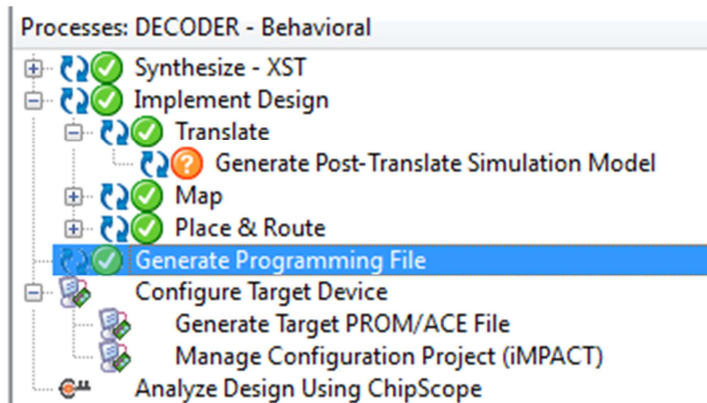 Processes: DECODER - Behavioral
Synthesize - XST
Implement Design
Translate
Generate Post-Translate Simulation Model
Map
Place & Route
Generate Programming File
Configure Target Device
Generate Target PROM/ACE File
Manage Configuration Project (iMPACT)
Analyze Design Using ChipScope